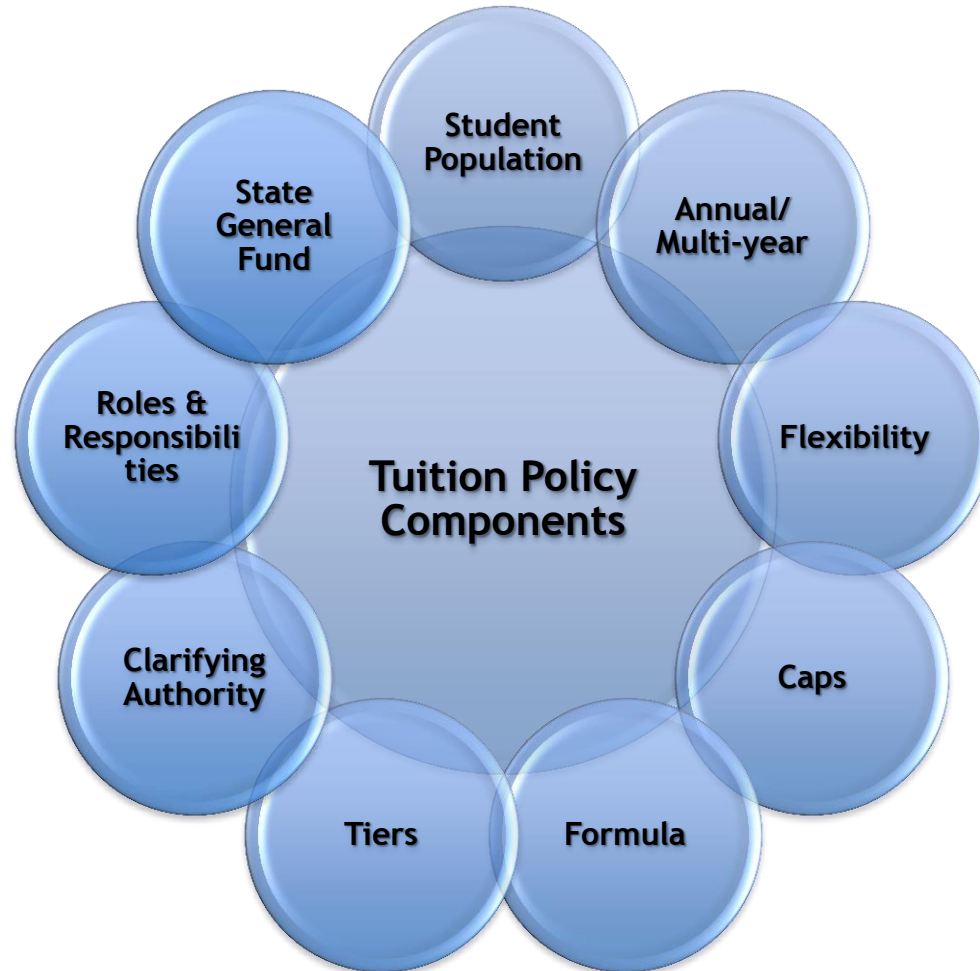 Student
Population
Annual/
Multi-year
Flexibility
Caps
Formula
Tiers
Clarifying
Authority
Roles &
Responsibili
ties
State
General
Fund
Tuition Policy
Components